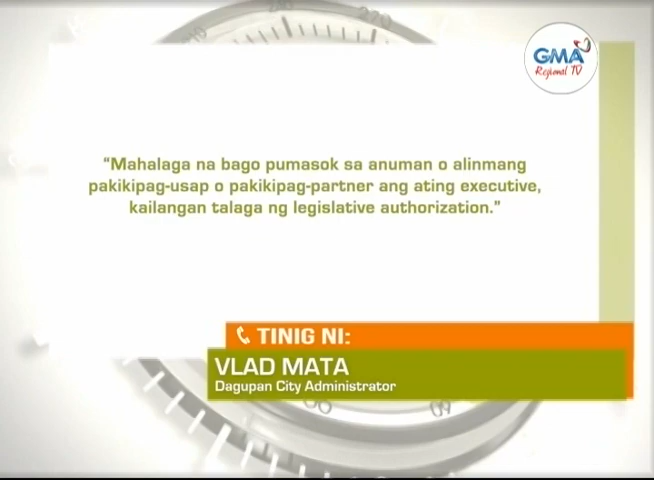 270
GMA
Regional TV
“Mahalaga na bago pumasok sa anuman o alinmang
pakikipag-usap o pakikipag-partner ang ating executive,
kailangan talaga ng legislative authorization.”
TINIG NI:
VLAD MATA
Dagupan City Administrator